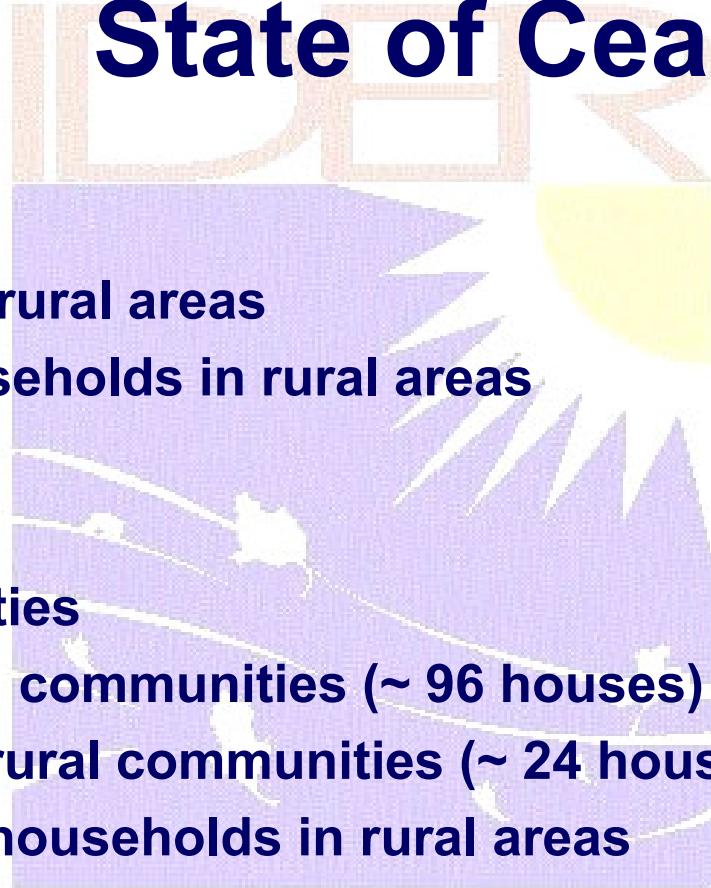 State of Cea
IDER
rural areas
seholds in rural areas
ties
communities (~ 96 houses)
rural communities (~ 24 hous
households in rural areas